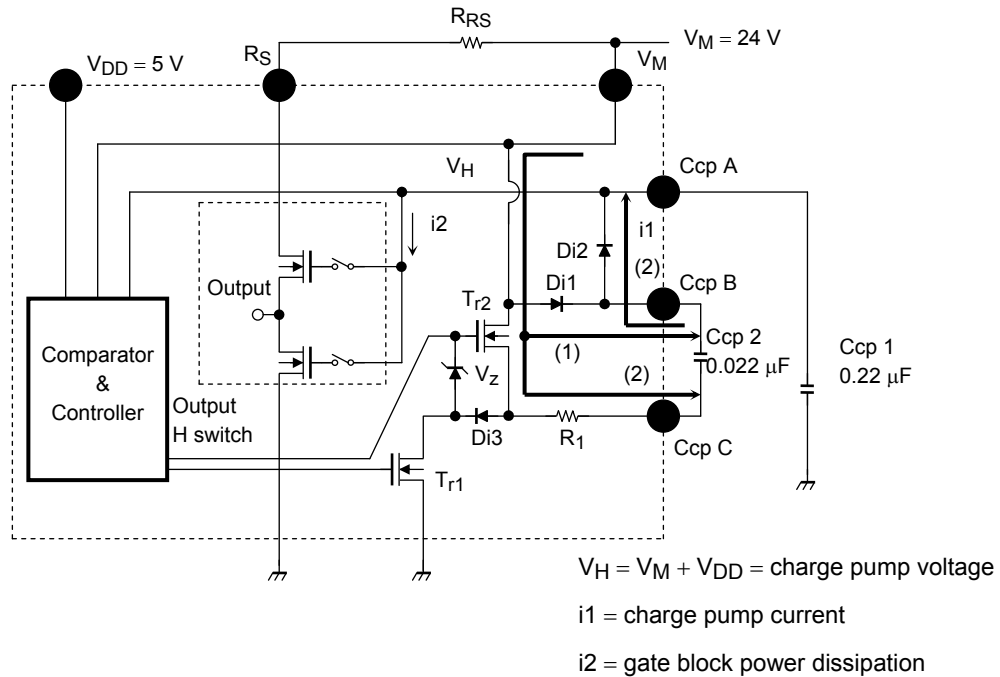 R_RS
V_M = 24 V
R_S
V_M
V_DD = 5 V
Ccp A
V_H
i2
i1
Di2
(2)
Ccp B
Di1
Output
T_r2
Ccp 2
0.022 μF
(1)
Ccp 1
0.22 μF
Comparator
&
Controller
V_Z
(2)
Output
H switch
Di3
R_1
Ccp C
T_r1
V_H = V_M + V_DD = charge pump voltage
i1 = charge pump current
i2 = gate block power dissipation